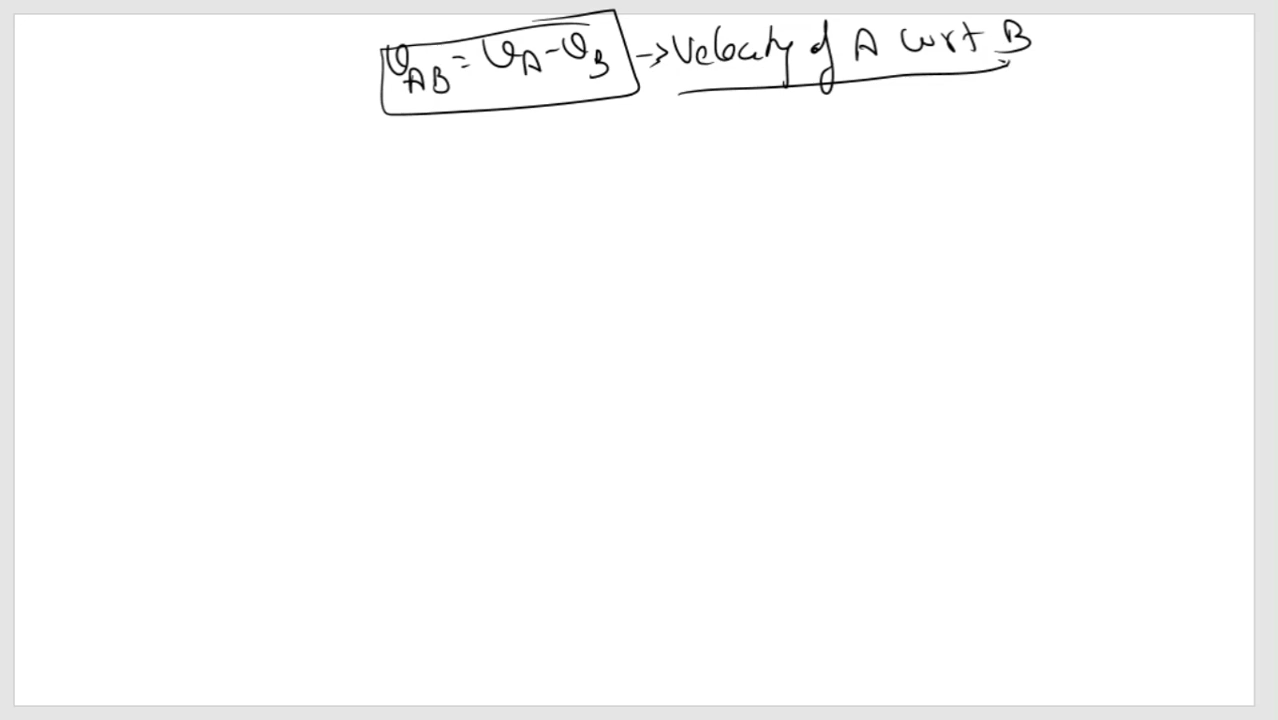 v_AB = v_A - v_B → Velocity of A wrt B